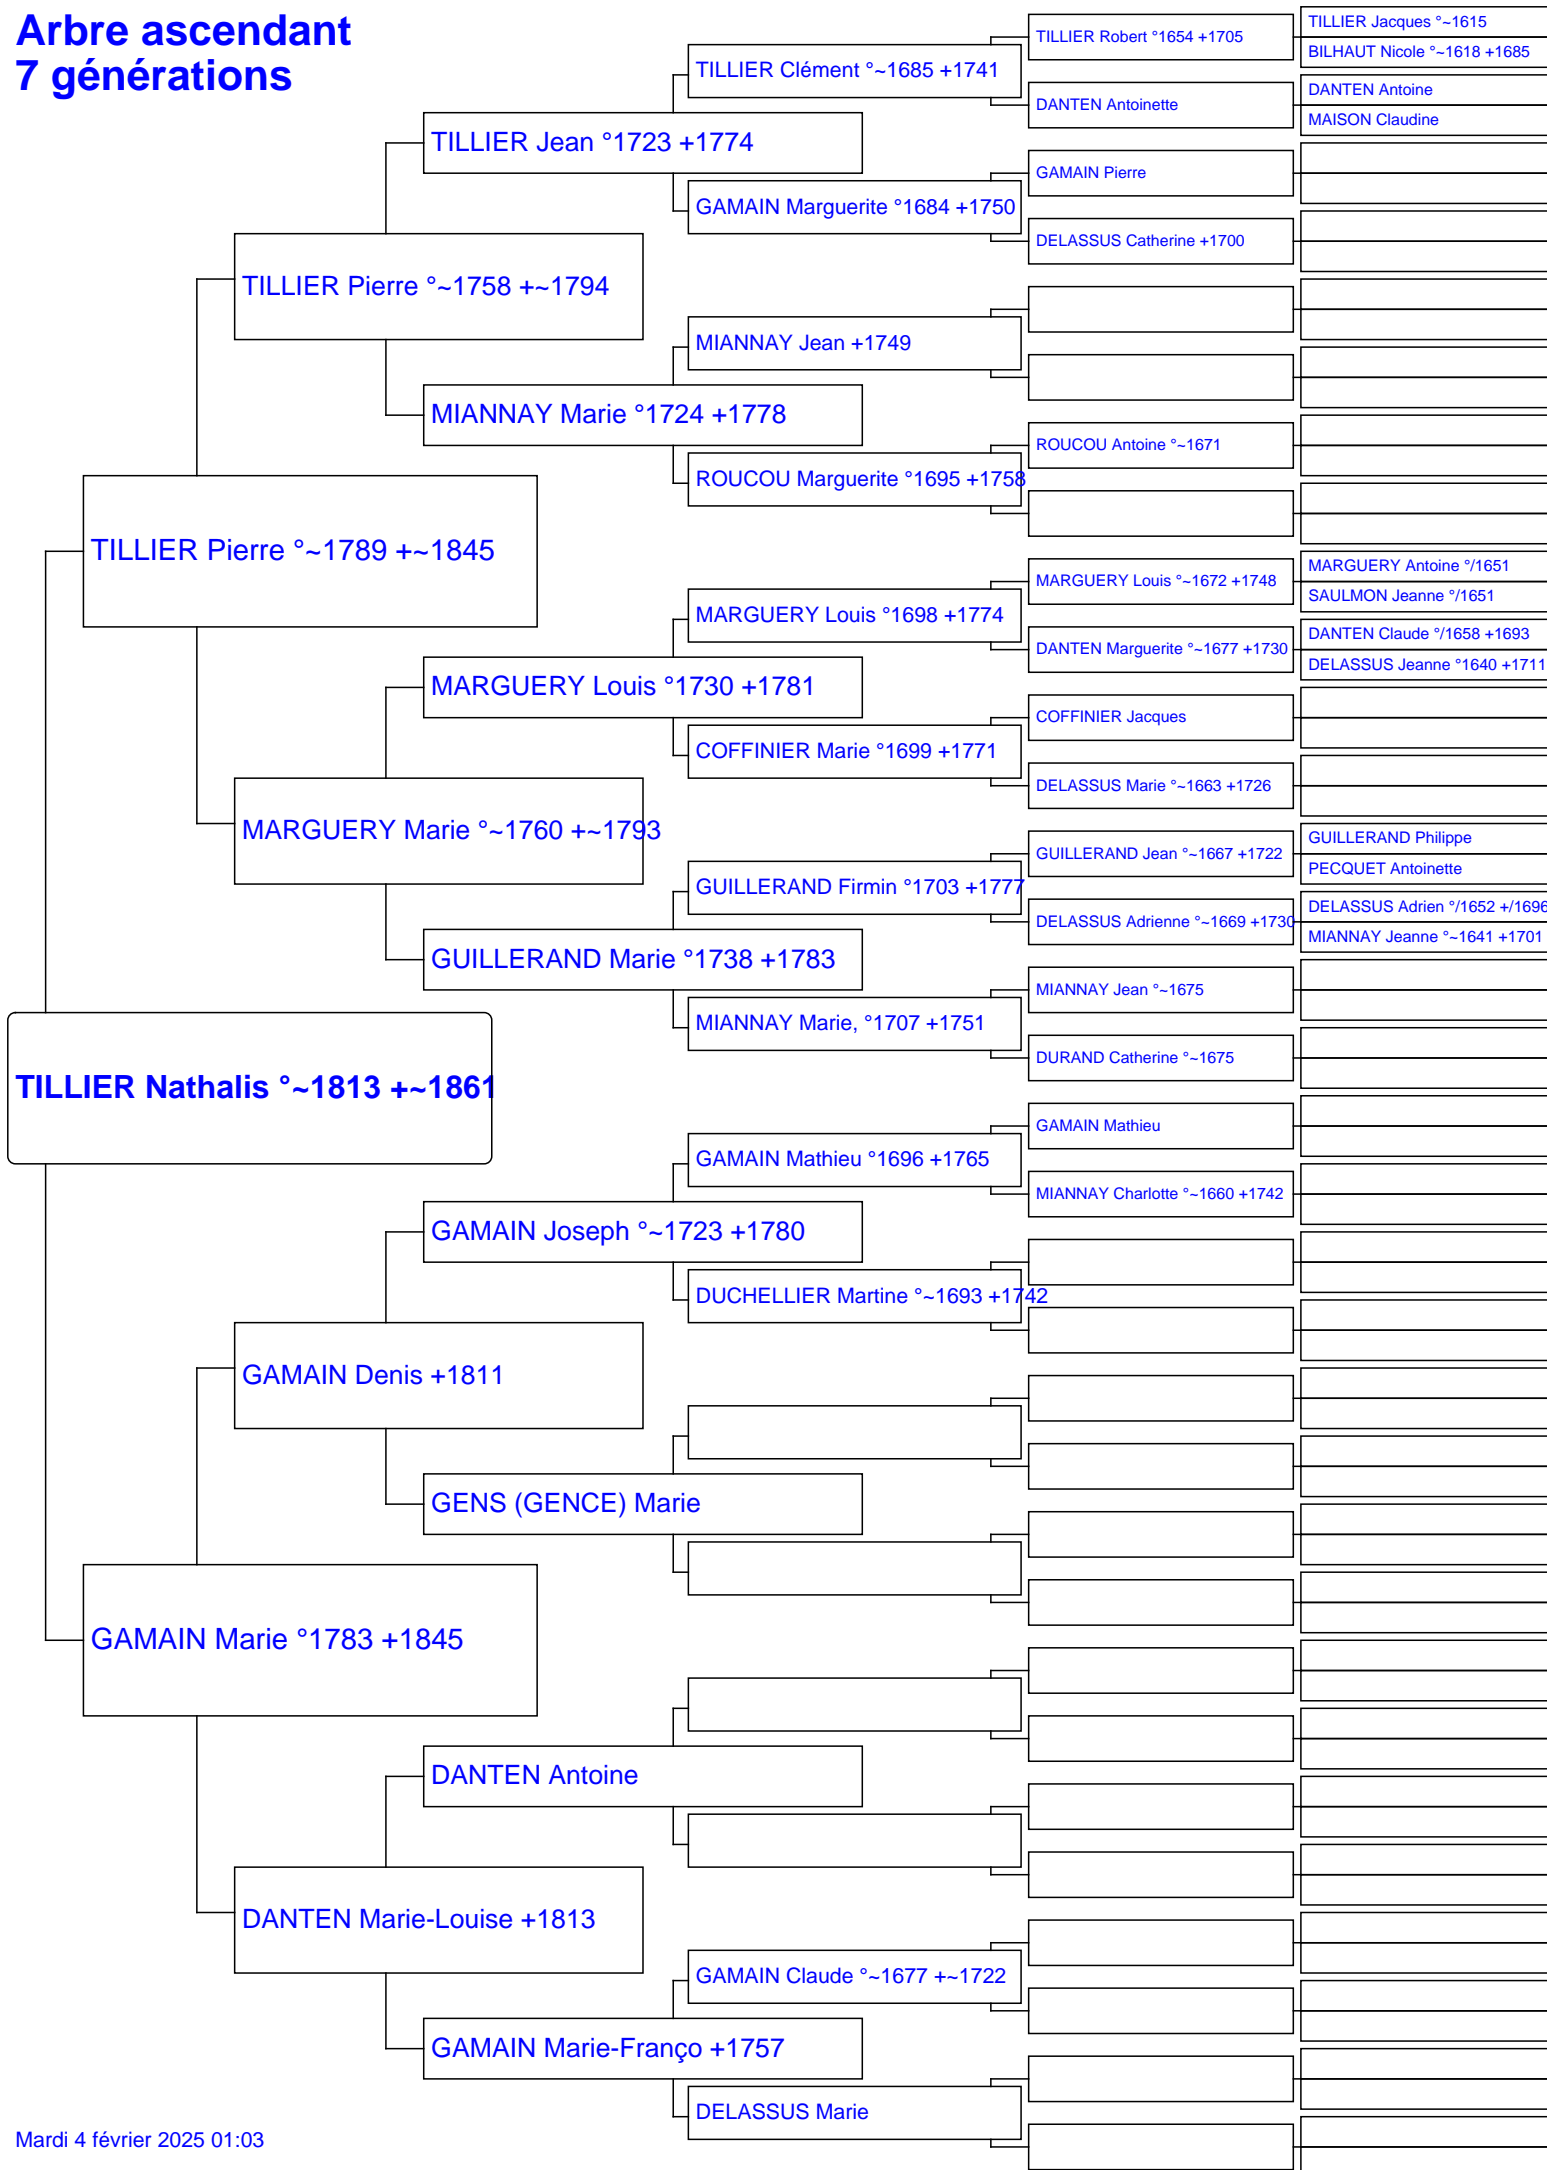 Arbre ascendant
7 générations
TILLIER Nathalis °~1813 +~1861
TILLIER Pierre °~1789 +~1845
GAMAIN Marie °1783 +1845
TILLIER Pierre °~1758 +~1794
MARGUERY Marie °~1760 +~1793
GAMAIN Denis +1811
DANTEN Marie-Louise +1813
TILLIER Jean °1723 +1774
MIANNAY Marie °1724 +1778
MARGUERY Louis °1730 +1781
GUILLERAND Marie °1738 +1783
GAMAIN Joseph °~1723 +1780
GENS (GENCE) Marie
DANTEN Antoine
GAMAIN Marie-Franço +1757
TILLIER Clément °~1685 +1741
GAMAIN Marguerite °1684 +1750
MIANNAY Jean +1749
ROUCOU Marguerite °1695 +1758
MARGUERY Louis °1698 +1774
COFFINIER Marie °1699 +1771
GUILLERAND Firmin °1703 +1777
MIANNAY Marie, °1707 +1751
GAMAIN Mathieu °1696 +1765
DUCHELLIER Martine °~1693 +1742
GAMAIN Claude °~1677 +~1722
DELASSUS Marie
TILLIER Robert °1654 +1705
DANTEN Antoinette
GAMAIN Pierre
DELASSUS Catherine +1700
ROUCOU Antoine °~1671
MARGUERY Louis °~1672 +1748
DANTEN Marguerite °~1677 +1730
COFFINIER Jacques
DELASSUS Marie °~1663 +1726
GUILLERAND Jean °~1667 +1722
DELASSUS Adrienne °~1669 +1730
MIANNAY Jean °~1675
DURAND Catherine °~1675
GAMAIN Mathieu
MIANNAY Charlotte °~1660 +1742
TILLIER Jacques °~1615
BILHAUT Nicole °~1618 +1685
DANTEN Antoine
MAISON Claudine
MARGUERY Antoine °/1651
SAULMON Jeanne °/1651
DANTEN Claude °/1658 +1693
DELASSUS Jeanne °1640 +1711
GUILLERAND Philippe
PECQUET Antoinette
DELASSUS Adrien °/1652 +/1696
MIANNAY Jeanne °~1641 +1701
Mardi 4 février 2025 01:03